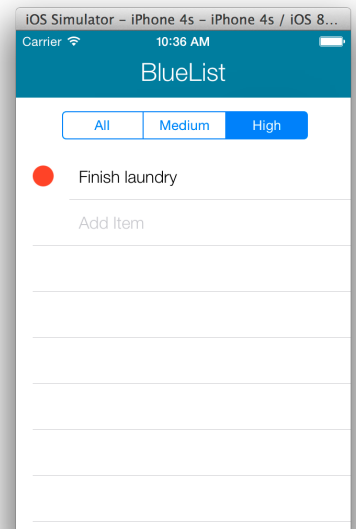 iOS Simulator – iPhone 4s – iPhone 4s / iOS 8...
Carrier 10:36 AM
BlueList
All Medium High
Finish laundry
Add Item